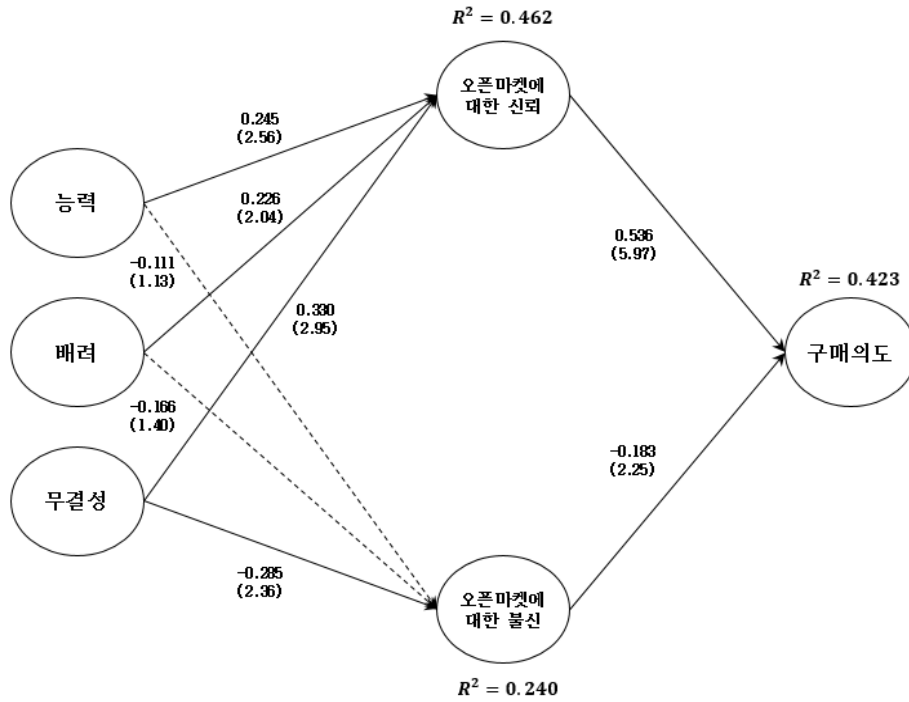 R² = 0.462
오픈마켓에
대한 신뢰
0.245
(2.56)
능력
0.226
(2.04)
-0.111
(1.13)
0.536
(5.97)
R² = 0.423
0.330
(2.95)
배려
구매의도
-0.166
(1.40)
-0.183
(2.25)
무결성
-0.285
(2.36)
오픈마켓에
대한 불신
R² = 0.240